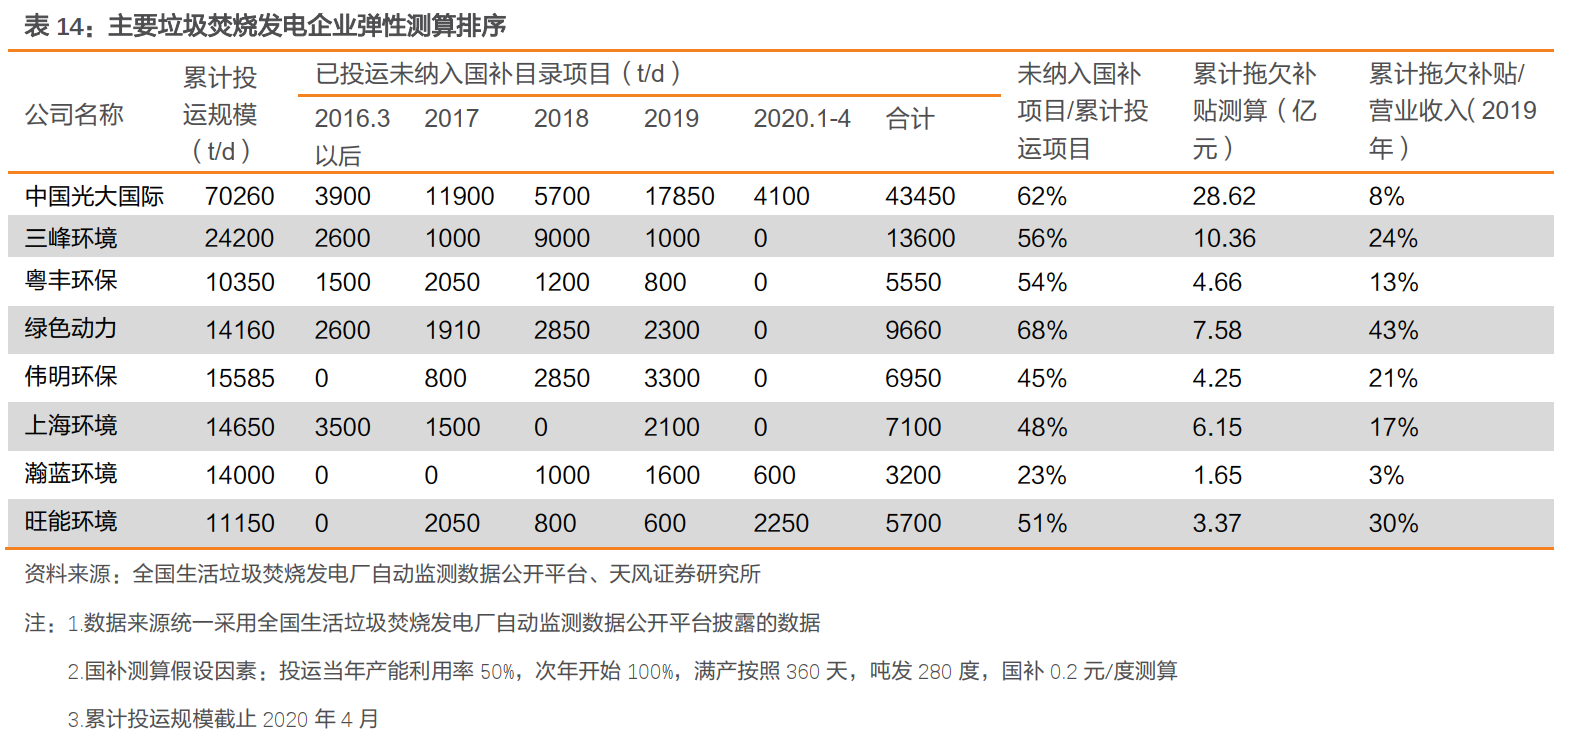 表 14：主要垃圾焚烧发电企业弹性测算排序
公司名称 累计投运规模（t/d） 已投运未纳入国补目录项目（t/d） 未纳入国补项目/累计投运项目 累计拖欠补贴测算（亿元） 累计拖欠补贴/营业收入（2019年）
2016.3以后 2017 2018 2019 2020.1-4 合计
中国光大国际 70260 3900 11900 5700 17850 4100 43450 62% 28.62 8%
三峰环境 24200 2600 1000 9000 1000 0 13600 56% 10.36 24%
粤丰环保 10350 1500 2050 1200 800 0 5550 54% 4.66 13%
绿色动力 14160 2600 1910 2850 2300 0 9660 68% 7.58 43%
伟明环保 15585 0 800 2850 3300 0 6950 45% 4.25 21%
上海环境 14650 3500 1500 0 2100 0 7100 48% 6.15 17%
瀚蓝环境 14000 0 0 1000 1600 600 3200 23% 1.65 3%
旺能环境 11150 0 2050 800 600 2250 5700 51% 3.37 30%
资料来源：全国生活垃圾焚烧发电厂自动监测数据公开平台、天风证券研究所
注：1.数据来源统一采用全国生活垃圾焚烧发电厂自动监测数据公开平台披露的数据
2.国补测算假设因素：投运当年产能利用率 50%，次年开始 100%，满产按照 360 天，吨发 280 度，国补 0.2 元/度测算
3.累计投运规模截止 2020 年 4 月